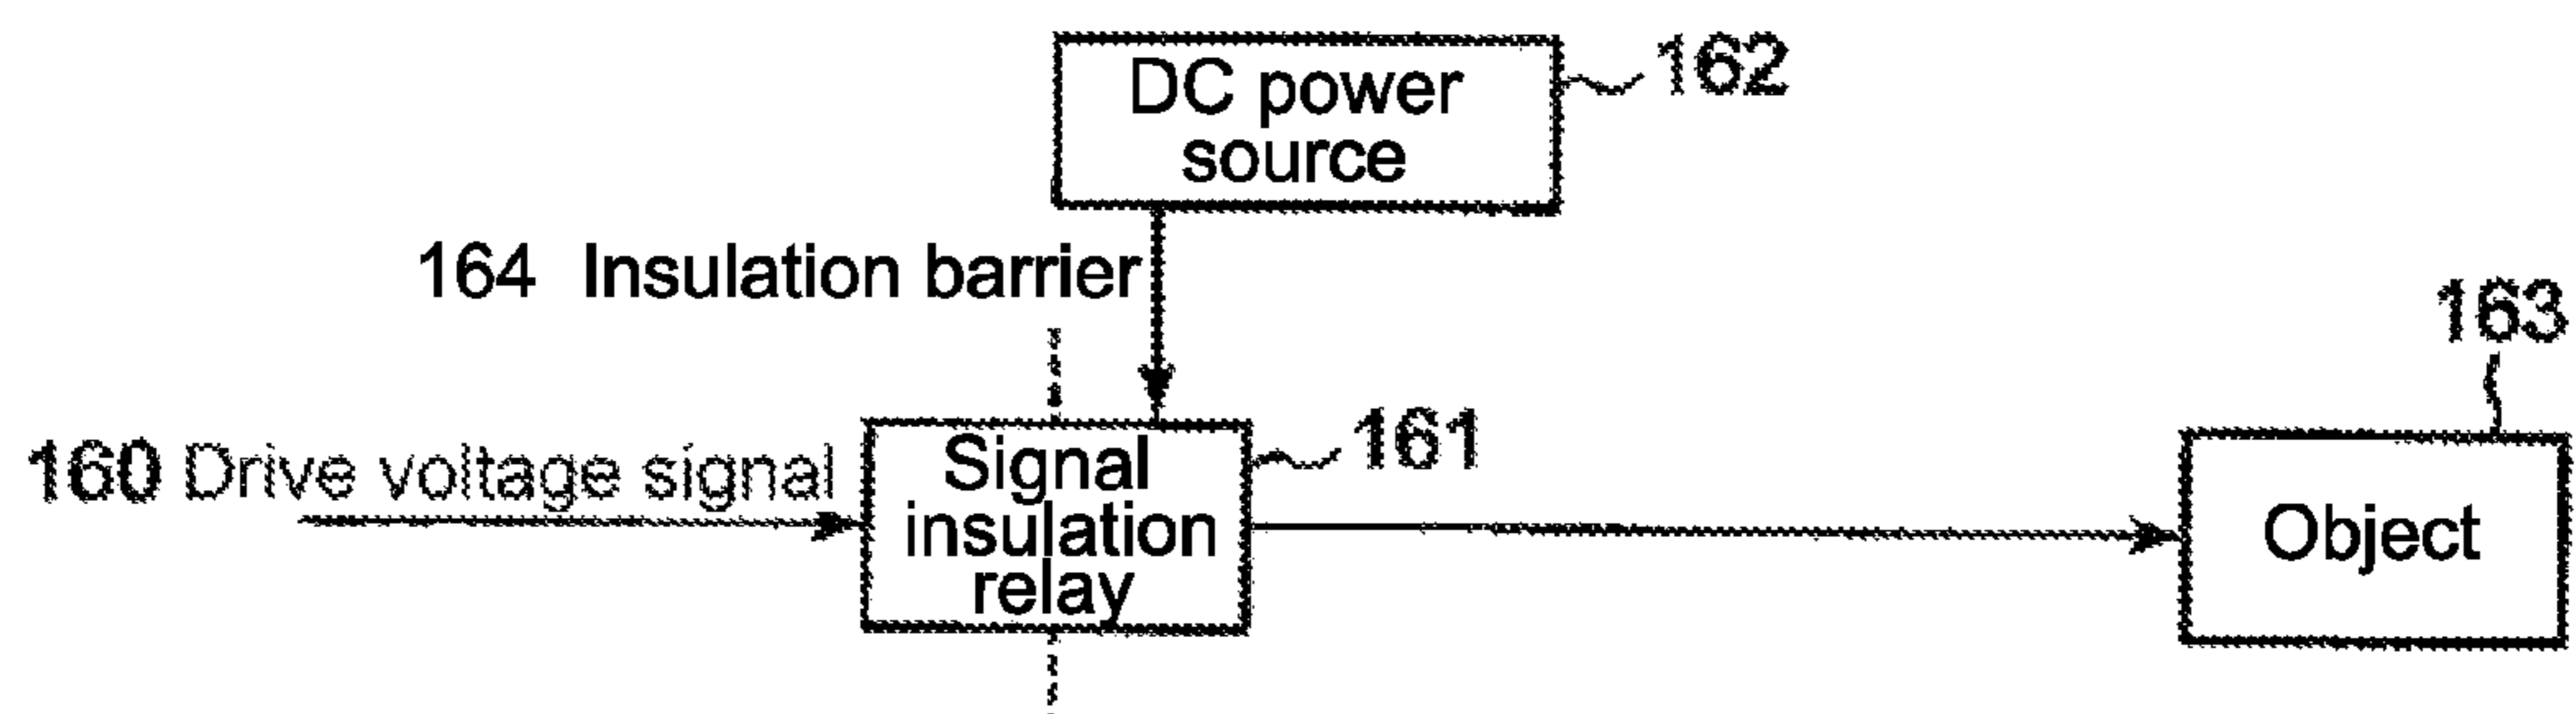 DC power
source
162
164 Insulation barrier
163
160 Drive voltage signal
Signal
insulation
relay
161
Object